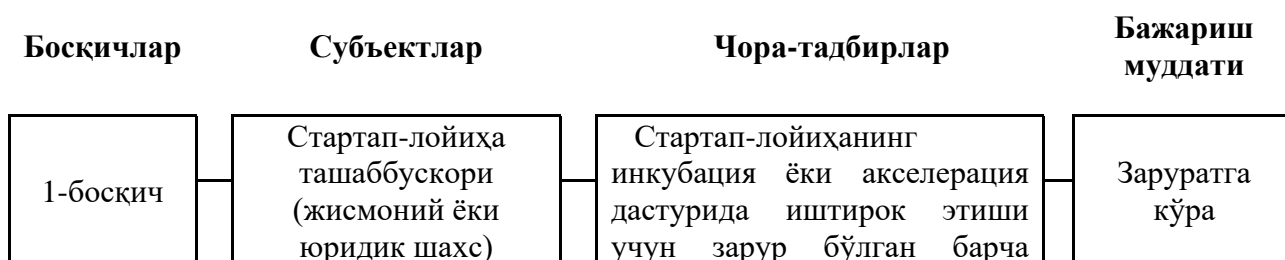 Босқичлар
Субъектлар
Чора-тадбирлар
Бажариш
муддати
1-босқич
Стартап-лойиҳа
ташаббускори
(жисмоний ёки
юридик шахс)
Стартап-лойиҳанинг
инкубация ёки акселерация
дастурида иштирок этиши
учун зарур бўлган барча
Заруратга
кўра